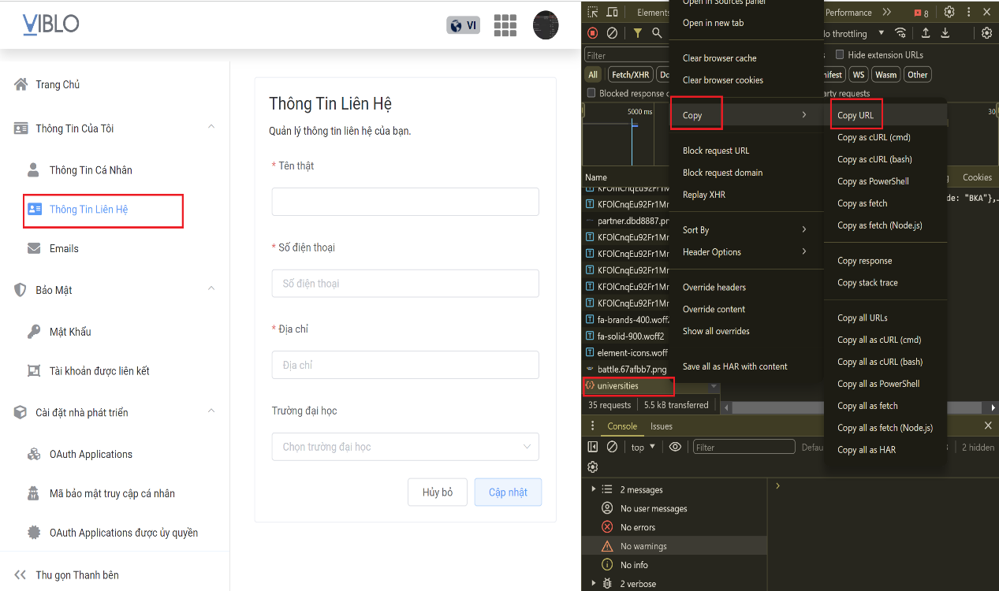 VIBLO
VI
Trang Chủ
Thông Tin Của Tôi
Thông Tin Cá Nhân
Thông Tin Liên Hệ
Emails
Bảo Mật
Mật Khẩu
Tài khoản được liên kết
Cài đặt nhà phát triển
OAuth Applications
Mã bảo mật truy cập cá nhân
OAuth Applications được ủy quyền
Thu gọn Thanh bên
Thông Tin Liên Hệ
Quản lý thông tin liên hệ của bạn.
* Tên thật
* Số điện thoại
Số điện thoại
* Địa chỉ
Địa chỉ
Trường đại học
Chọn trường đại học
Hủy bỏ
Cập nhật
Elements
Performance
8
No throttling
Filter
Hide extension URLs
All
Fetch/XHR
WS
Wasm
Other
Blocked response
requests
5000 ms
Name
Cookies
de: "BKA"},…
KFOlCnqEu92Fr1M
KFOlCnqEu92Fr1Mr
partner.dbd8887.pr
KFOlCnqEu92Fr1Mr
KFOlCnqEu92Fr1Mr
KFOlCnqEu92Fr1Mr
KFOlCnqEu92Fr1Mr
KFOlCnqEu92Fr1Mr
fa-brands-400.woff2
fa-solid-900.woff2
element-icons.woff
battle.67afbb7.png
universities
35 requests
5.5 kB transferred
Open in Sources panel
Open in new tab
Clear browser cache
Clear browser cookies
Copy
Block request URL
Block request domain
Replay XHR
Sort By
Header Options
Override headers
Override content
Show all overrides
Save all as HAR with content
Copy URL
Copy as cURL (cmd)
Copy as cURL (bash)
Copy as PowerShell
Copy as fetch
Copy as fetch (Node.js)
Copy response
Copy stack trace
Copy all URLs
Copy all as cURL (cmd)
Copy all as cURL (bash)
Copy all as PowerShell
Copy all as fetch
Copy all as fetch (Node.js)
Copy all as HAR
Console
Issues
top
Filter
Defau
2 hidden
2 messages
No user messages
No errors
No warnings
No info
2 verbose